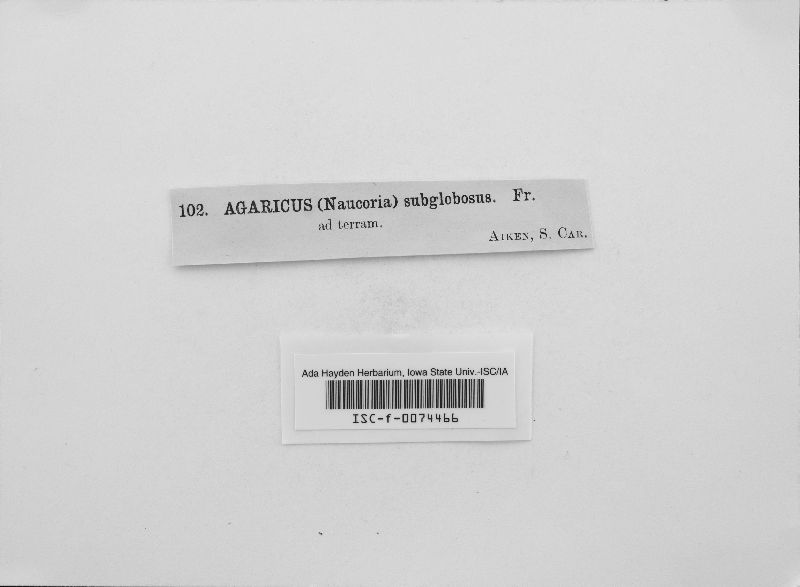 102. AGARICUS (Naucoria) subglobosus. Fr.
ad terram.
AIKEN, S. CAR.
Ada Hayden Herbarium, Iowa State Univ.-ISC/IA
ISC-f-0074466